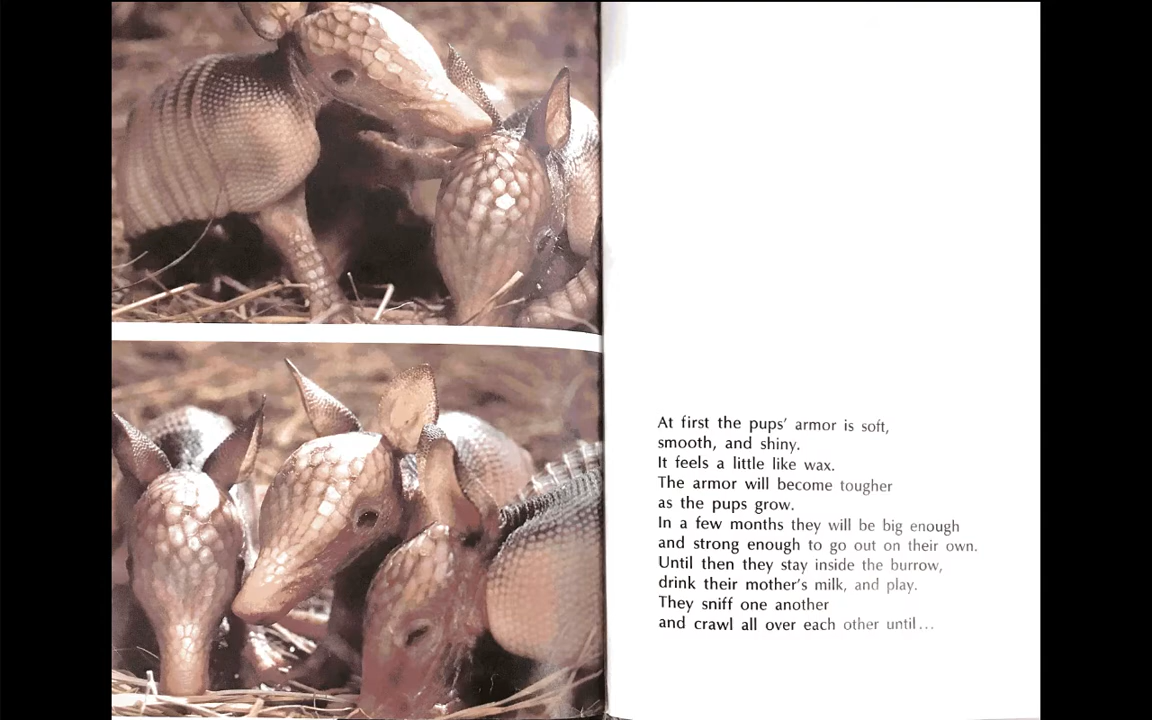 At first the pups' armor is soft,
smooth, and shiny.
It feels a little like wax.
The armor will become tougher
as the pups grow.
In a few months they will be big enough
and strong enough to go out on their own.
Until then they stay inside the burrow,
drink their mother's milk, and play.
They sniff one another
and crawl all over each other until...